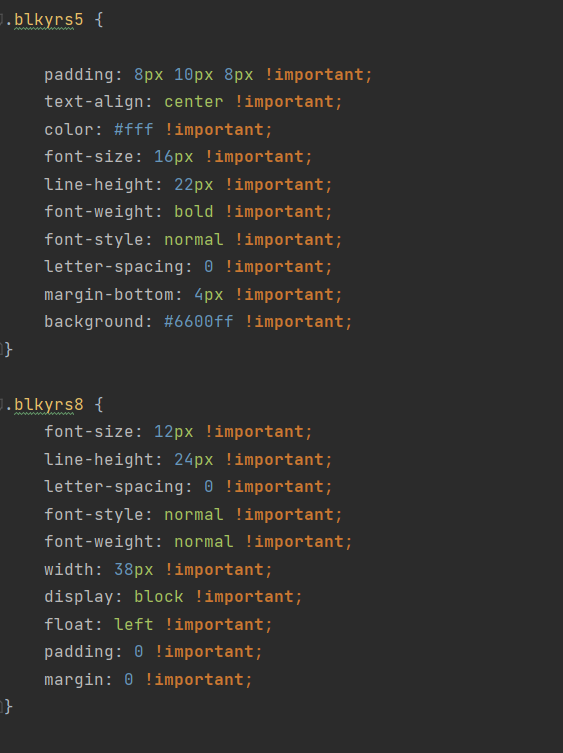 .blkyrs5 {
padding: 8px 10px 8px !important;
text-align: center !important;
color: #fff !important;
font-size: 16px !important;
line-height: 22px !important;
font-weight: bold !important;
font-style: normal !important;
letter-spacing: 0 !important;
margin-bottom: 4px !important;
background: #6600ff !important;
}
.blkyrs8 {
font-size: 12px !important;
line-height: 24px !important;
letter-spacing: 0 !important;
font-style: normal !important;
font-weight: normal !important;
width: 38px !important;
display: block !important;
float: left !important;
padding: 0 !important;
margin: 0 !important;
}